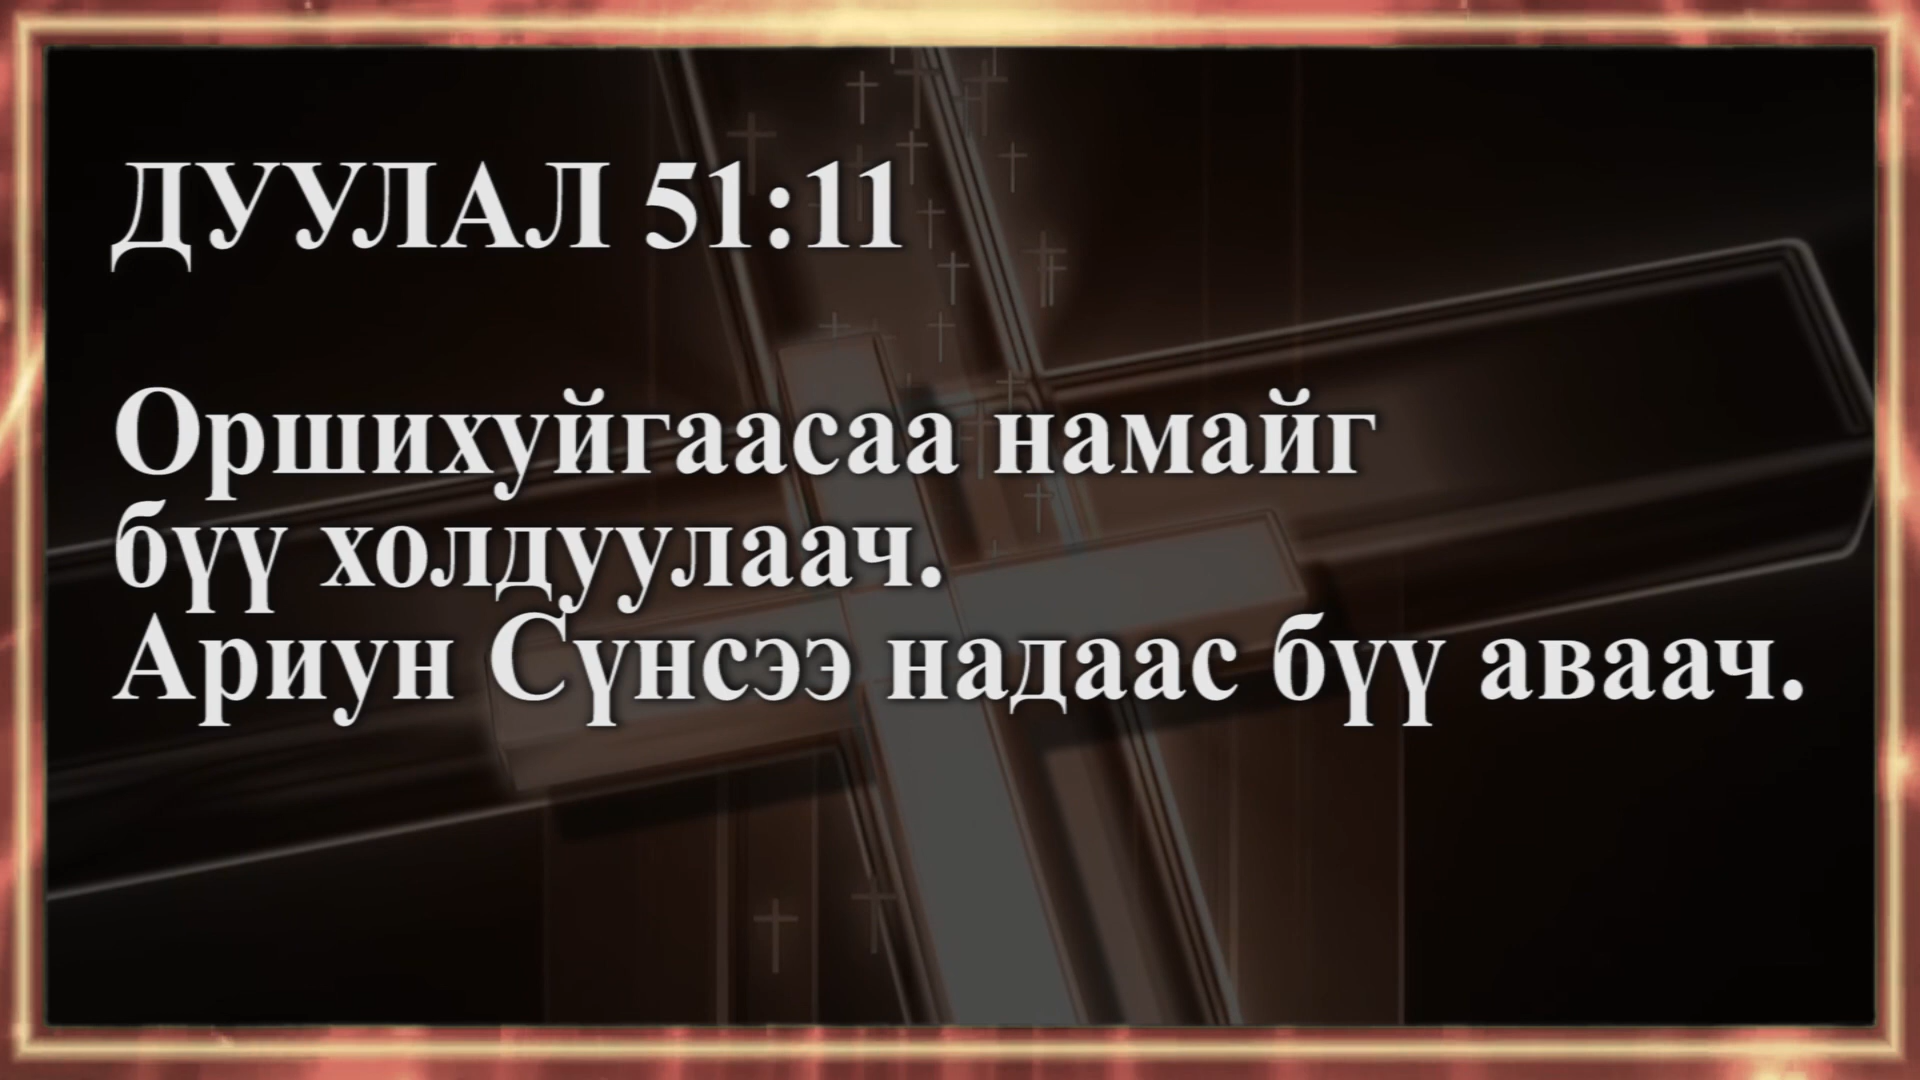 ДУУЛАЛ 51:11
Оршихуйгаасаа намайг
бүү холдуулаач.
Ариун Сүнсээ надаас бүү аваач.